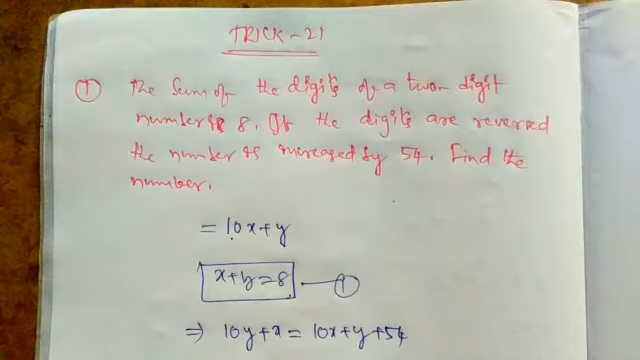 TRICK-21
① The Sum of the digits of a two digit
number is 8. If the digits are reversed
the number is increased by 54. Find the
number.
= 10x+y
x+y=8 — ①
⇒ 10y+x = 10x+y+54